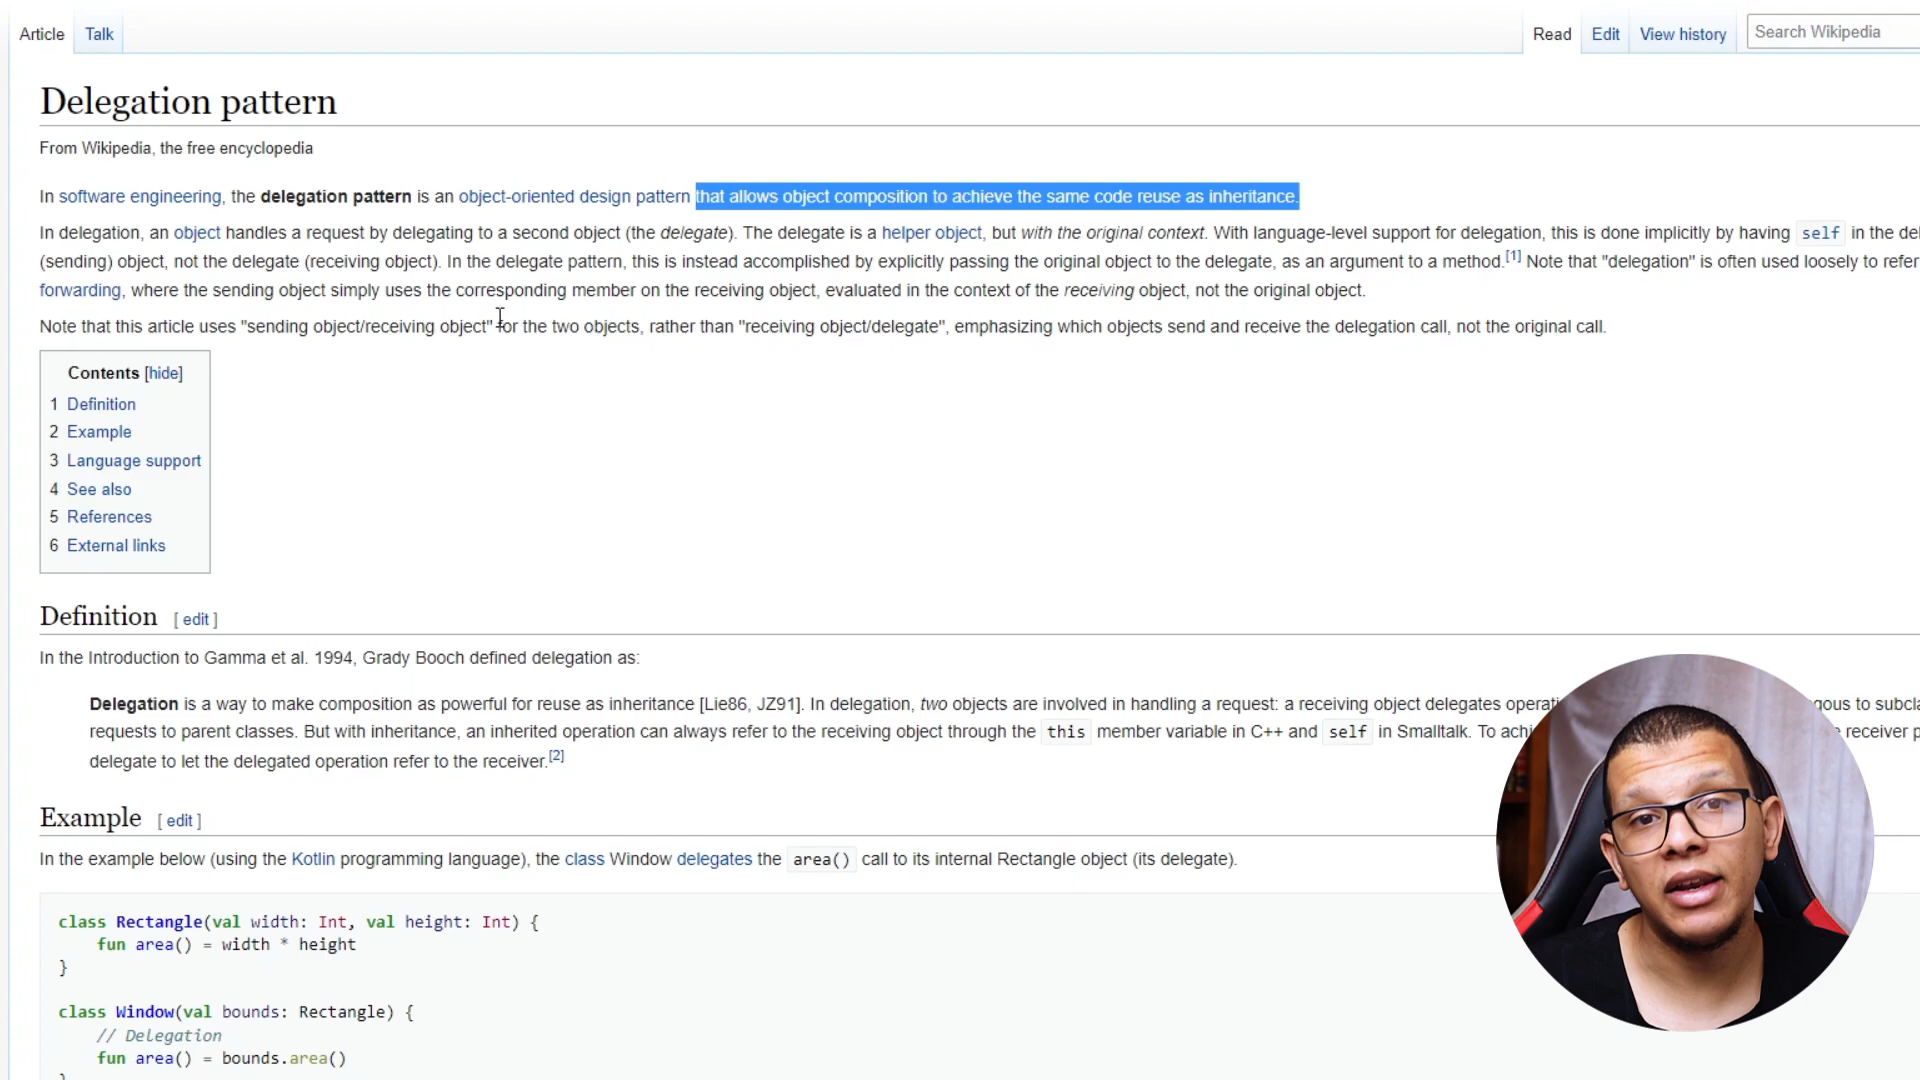 Article Talk Read Edit View history Search Wikipedia
Delegation pattern
From Wikipedia, the free encyclopedia
In software engineering, the delegation pattern is an object-oriented design pattern that allows object composition to achieve the same code reuse as inheritance.
In delegation, an object handles a request by delegating to a second object (the delegate). The delegate is a helper object, but with the original context. With language-level support for delegation, this is done implicitly by having self in the del
(sending) object, not the delegate (receiving object). In the delegate pattern, this is instead accomplished by explicitly passing the original object to the delegate, as an argument to a method.[1] Note that "delegation" is often used loosely to refer
forwarding, where the sending object simply uses the corresponding member on the receiving object, evaluated in the context of the receiving object, not the original object.
Note that this article uses "sending object/receiving object" for the two objects, rather than "receiving object/delegate", emphasizing which objects send and receive the delegation call, not the original call.
Contents [hide]
1 Definition
2 Example
3 Language support
4 See also
5 References
6 External links
Definition [ edit ]
In the Introduction to Gamma et al. 1994, Grady Booch defined delegation as:
Delegation is a way to make composition as powerful for reuse as inheritance [Lie86, JZ91]. In delegation, two objects are involved in handling a request: a receiving object delegates operati gous to subcla
requests to parent classes. But with inheritance, an inherited operation can always refer to the receiving object through the this member variable in C++ and self in Smalltalk. To achi receiver p
delegate to let the delegated operation refer to the receiver.[2]
Example [ edit ]
In the example below (using the Kotlin programming language), the class Window delegates the area() call to its internal Rectangle object (its delegate).
class Rectangle(val width: Int, val height: Int) {
fun area() = width * height
}
class Window(val bounds: Rectangle) {
// Delegation
fun area() = bounds.area()